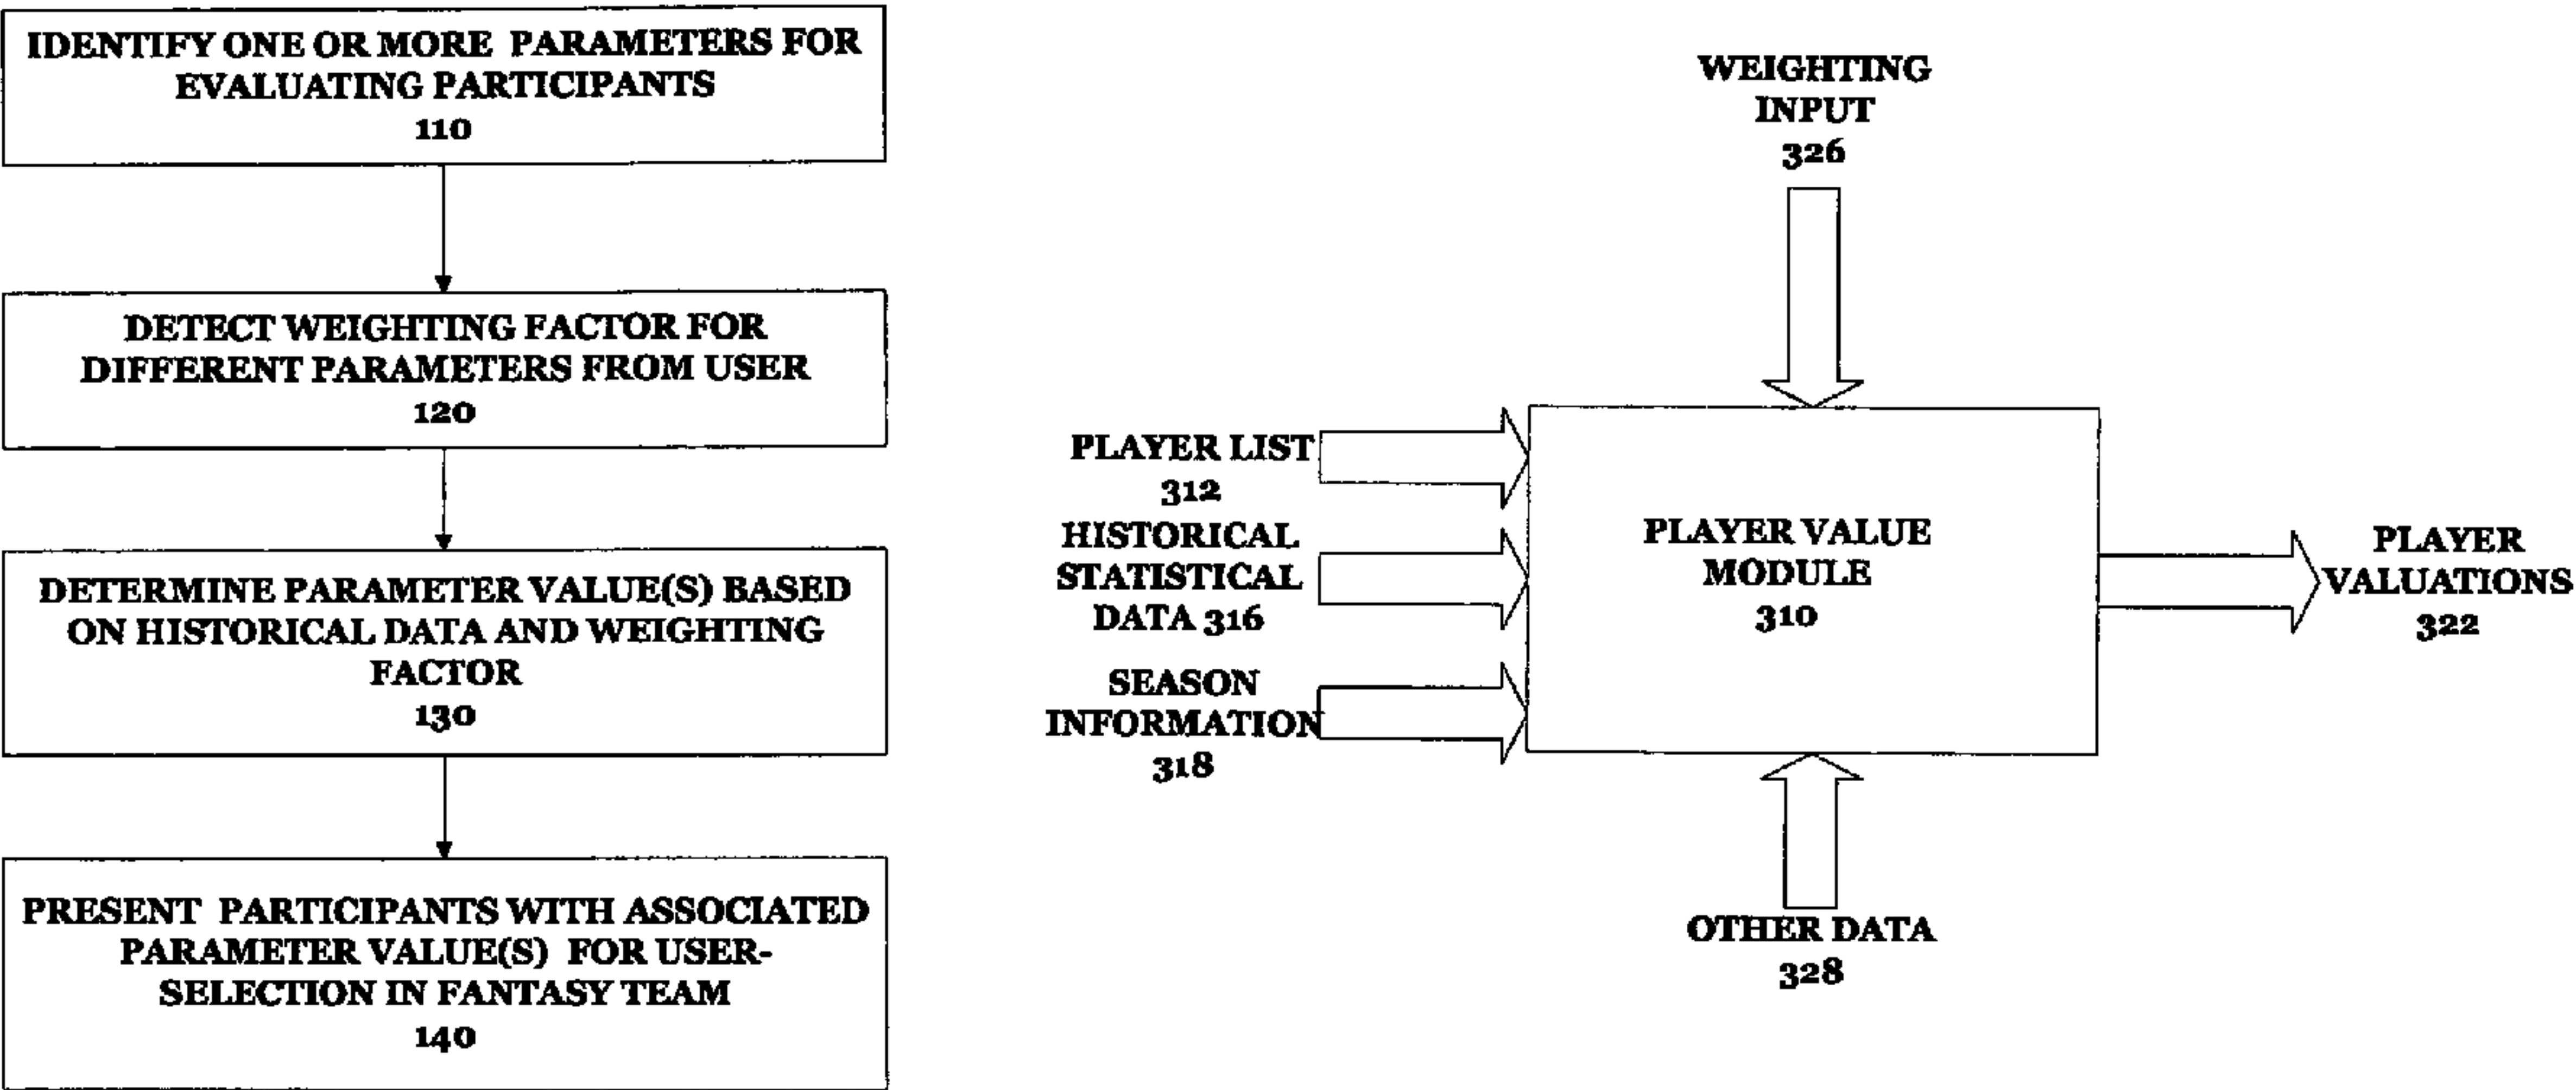 IDENTIFY ONE OR MORE PARAMETERS FOR
EVALUATING PARTICIPANTS
110
DETECT WEIGHTING FACTOR FOR
DIFFERENT PARAMETERS FROM USER
120
DETERMINE PARAMETER VALUE(S) BASED
ON HISTORICAL DATA AND WEIGHTING
FACTOR
130
PRESENT PARTICIPANTS WITH ASSOCIATED
PARAMETER VALUE(S) FOR USER-
SELECTION IN FANTASY TEAM
140
WEIGHTING
INPUT
326
PLAYER LIST
312
HISTORICAL
STATISTICAL
DATA 316
SEASON
INFORMATION
318
PLAYER VALUE
MODULE
310
PLAYER
VALUATIONS
322
OTHER DATA
328